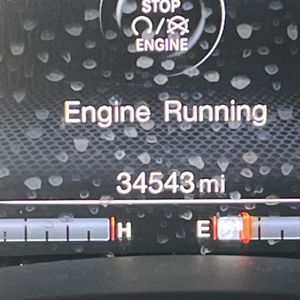 STOP
ENGINE
Engine Running
34543 mi
H E